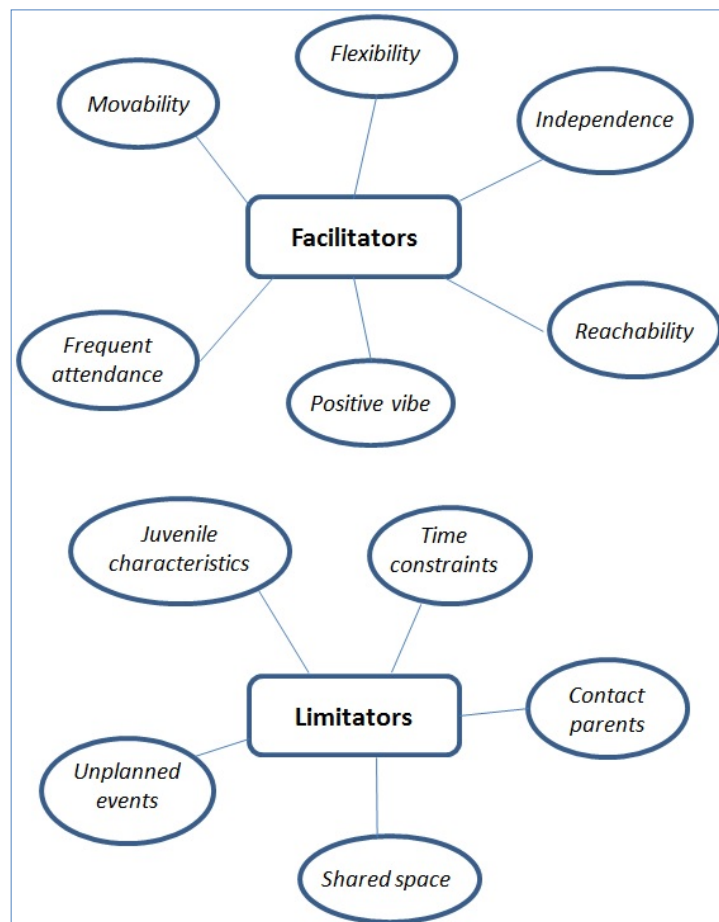 Flexibility
Movability
Independence
Facilitators
Reachability
Frequent
attendance
Positive vibe
Juvenile
characteristics
Time
constraints
Contact
parents
Limitators
Unplanned
events
Shared space